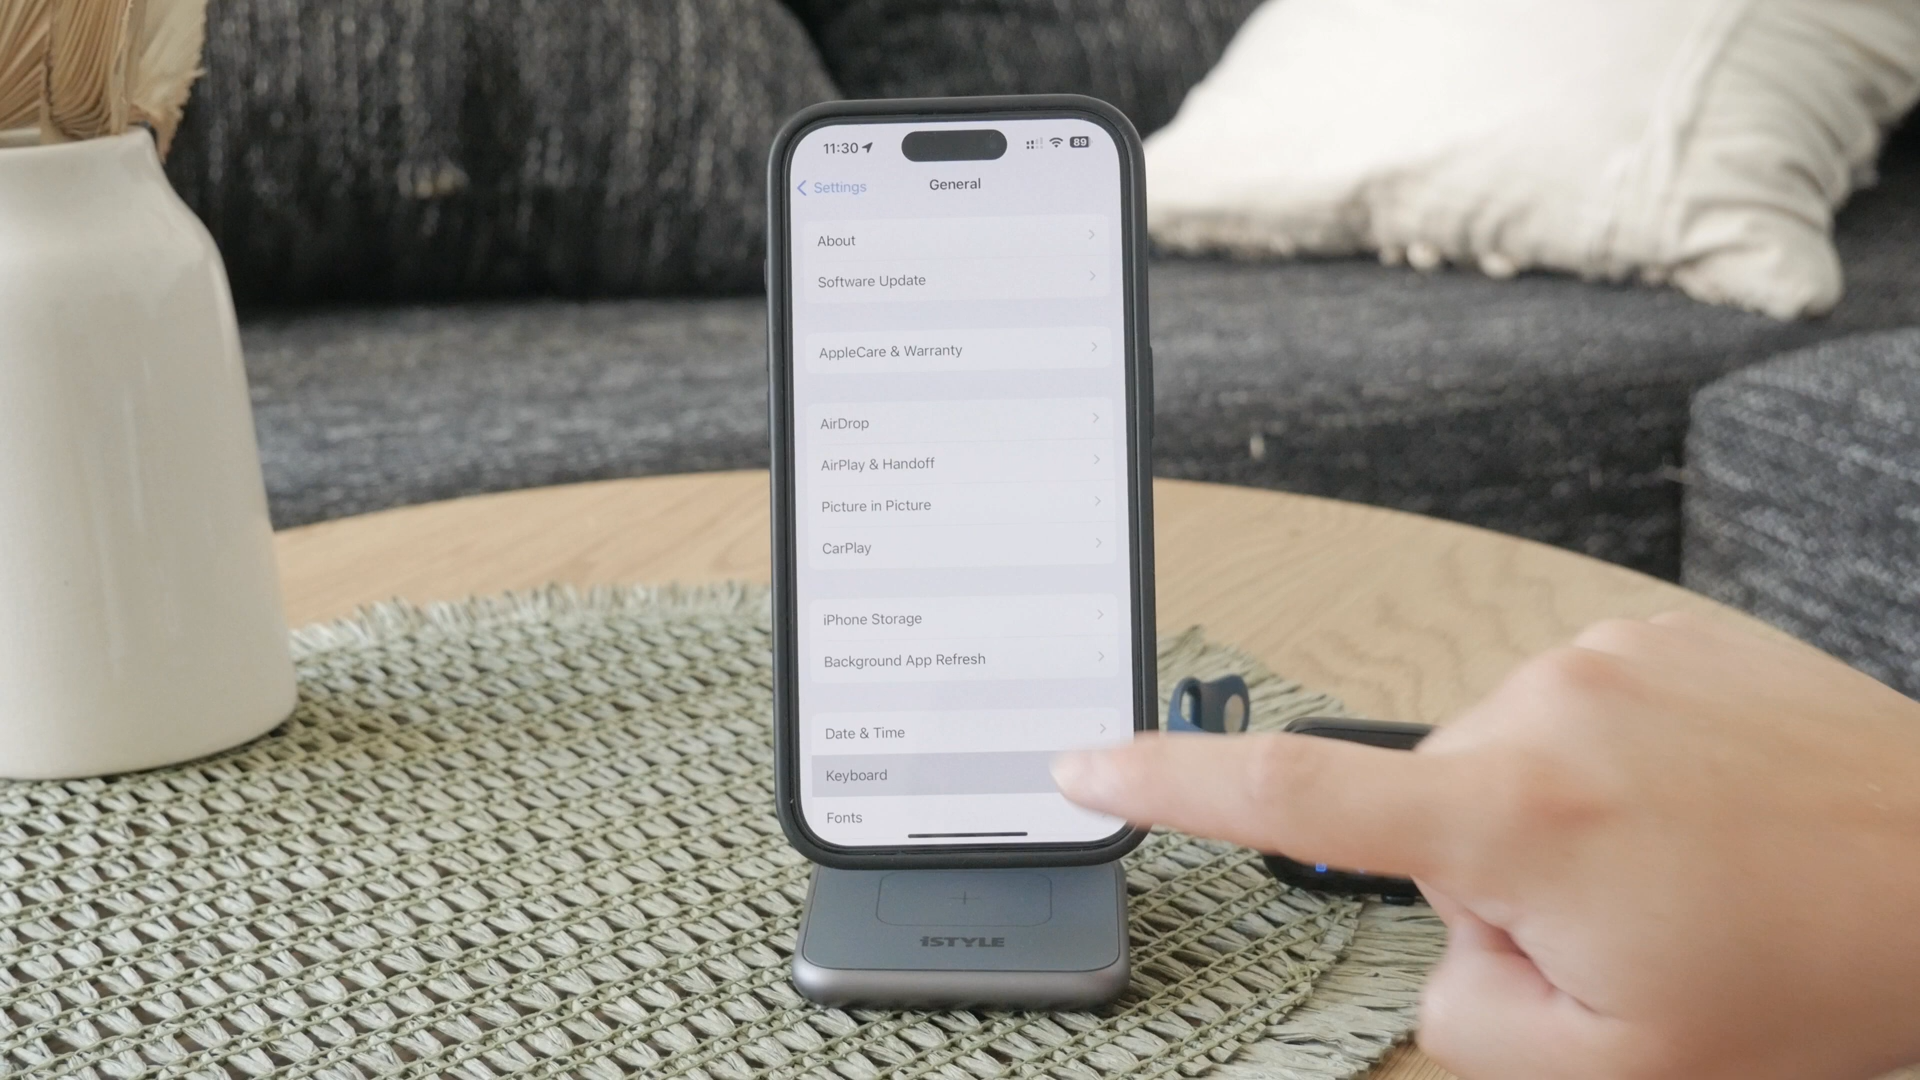 11:30
89
Settings
General
About
Software Update
AppleCare & Warranty
AirDrop
AirPlay & Handoff
Picture in Picture
CarPlay
iPhone Storage
Background App Refresh
Date & Time
Keyboard
Fonts
iSTYLE